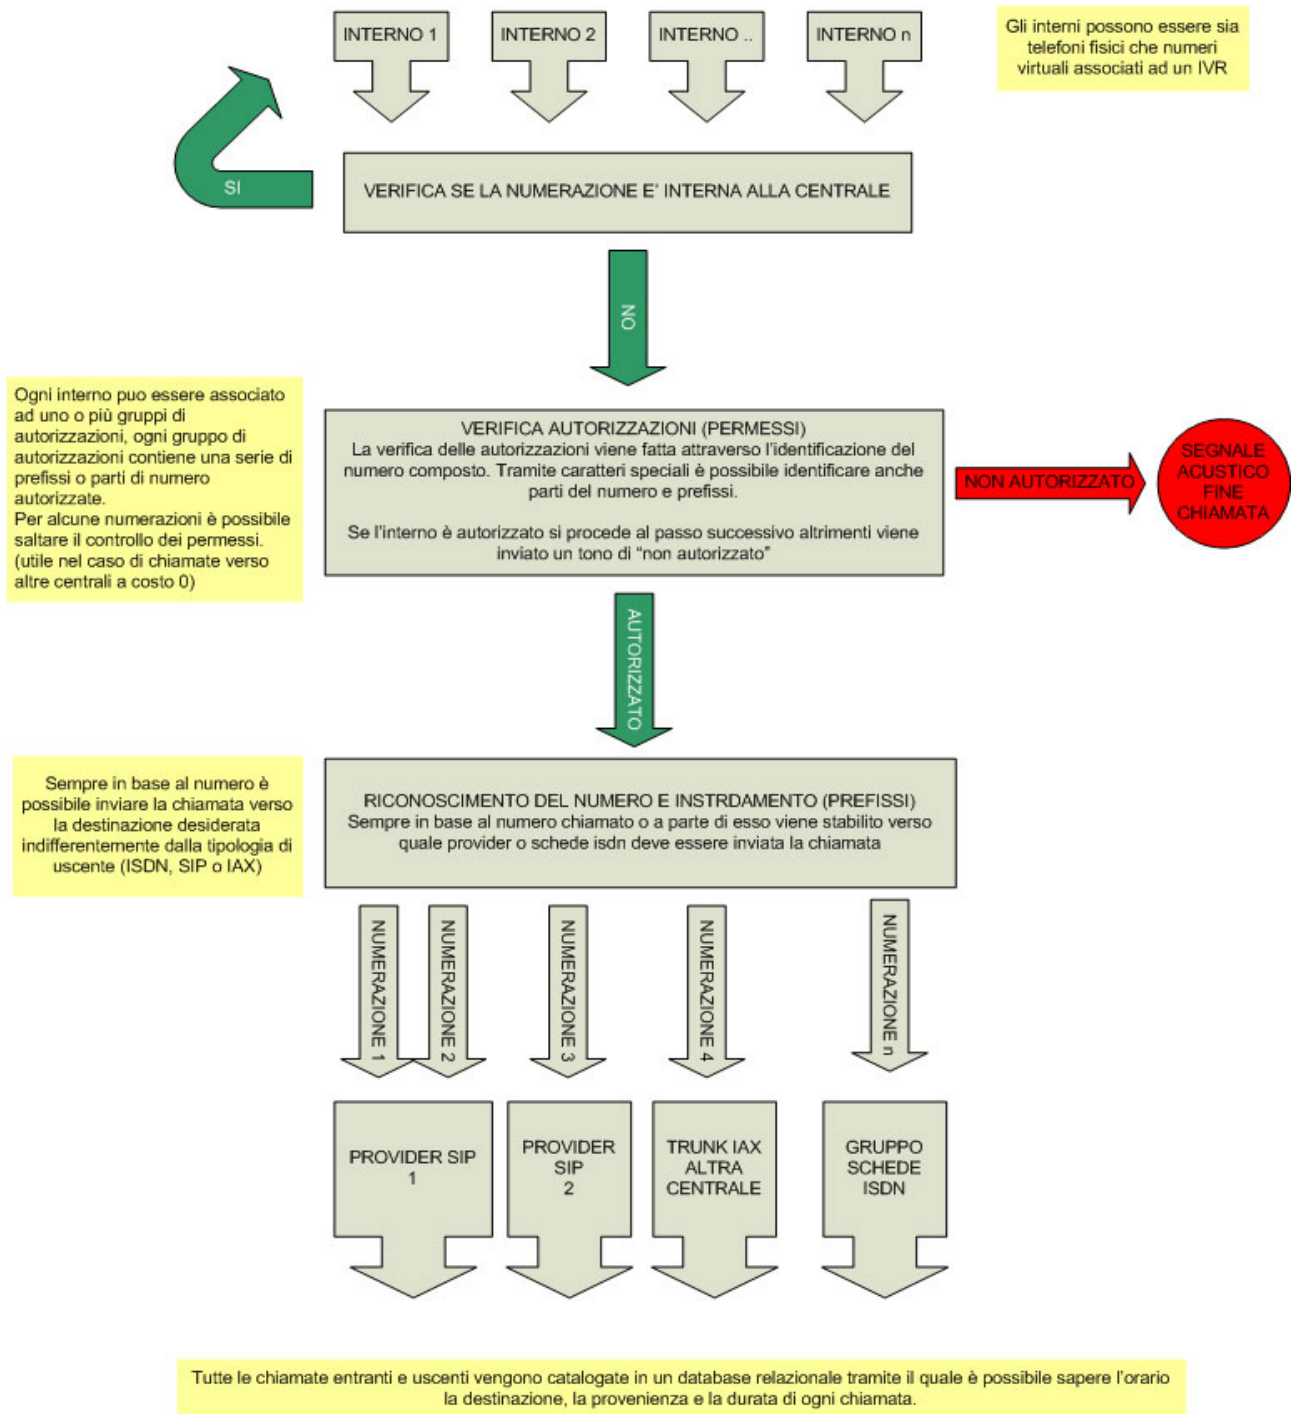 INTERNO 1
INTERNO 2
INTERNO ..
INTERNO n
Gli interni possono essere sia
telefoni fisici che numeri
virtuali associati ad un IVR
SI
VERIFICA SE LA NUMERAZIONE E' INTERNA ALLA CENTRALE
NO
Ogni interno puo essere associato
ad uno o più gruppi di
autorizzazioni, ogni gruppo di
autorizzazioni contiene una serie di
prefissi o parti di numero
autorizzate.
Per alcune numerazioni è possibile
saltare il controllo dei permessi.
(utile nel caso di chiamate verso
altre centrali a costo 0)
VERIFICA AUTORIZZAZIONI (PERMESSI)
La verifica delle autorizzazioni viene fatta attraverso l'identificazione del
numero composto. Tramite caratteri speciali è possibile identificare anche
parti del numero e prefissi.
Se l'interno è autorizzato si procede al passo successivo altrimenti viene
inviato un tono di “non autorizzato”
NON AUTORIZZATO
SEGNALE
ACUSTICO
FINE
CHIAMATA
AUTORIZZATO
Sempre in base al numero è
possibile inviare la chiamata verso
la destinazione desiderata
indifferentemente dalla tipologia di
uscente (ISDN, SIP o IAX)
RICONOSCIMENTO DEL NUMERO E INSTRDAMENTO (PREFISSI)
Sempre in base al numero chiamato o a parte di esso viene stabilito verso
quale provider o schede isdn deve essere inviata la chiamata
NUMERAZIONE 1
NUMERAZIONE 2
NUMERAZIONE 3
NUMERAZIONE 4
NUMERAZIONE n
PROVIDER SIP
1
PROVIDER
SIP
2
TRUNK IAX
ALTRA
CENTRALE
GRUPPO
SCHEDE
ISDN
Tutte le chiamate entranti e uscenti vengono catalogate in un database relazionale tramite il quale è possibile sapere l'orario
la destinazione, la provenienza e la durata di ogni chiamata.